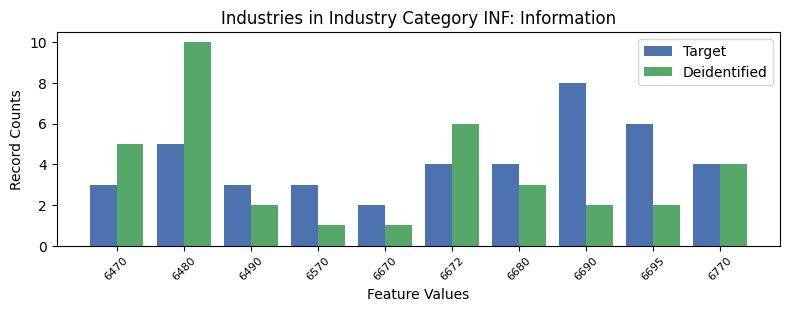 Industries in Industry Category INF: Information
Target
Deidentified
Record Counts
10
8
6
4
2
0
6470 6480 6490 6570 6670 6672 6680 6690 6695 6770
Feature Values